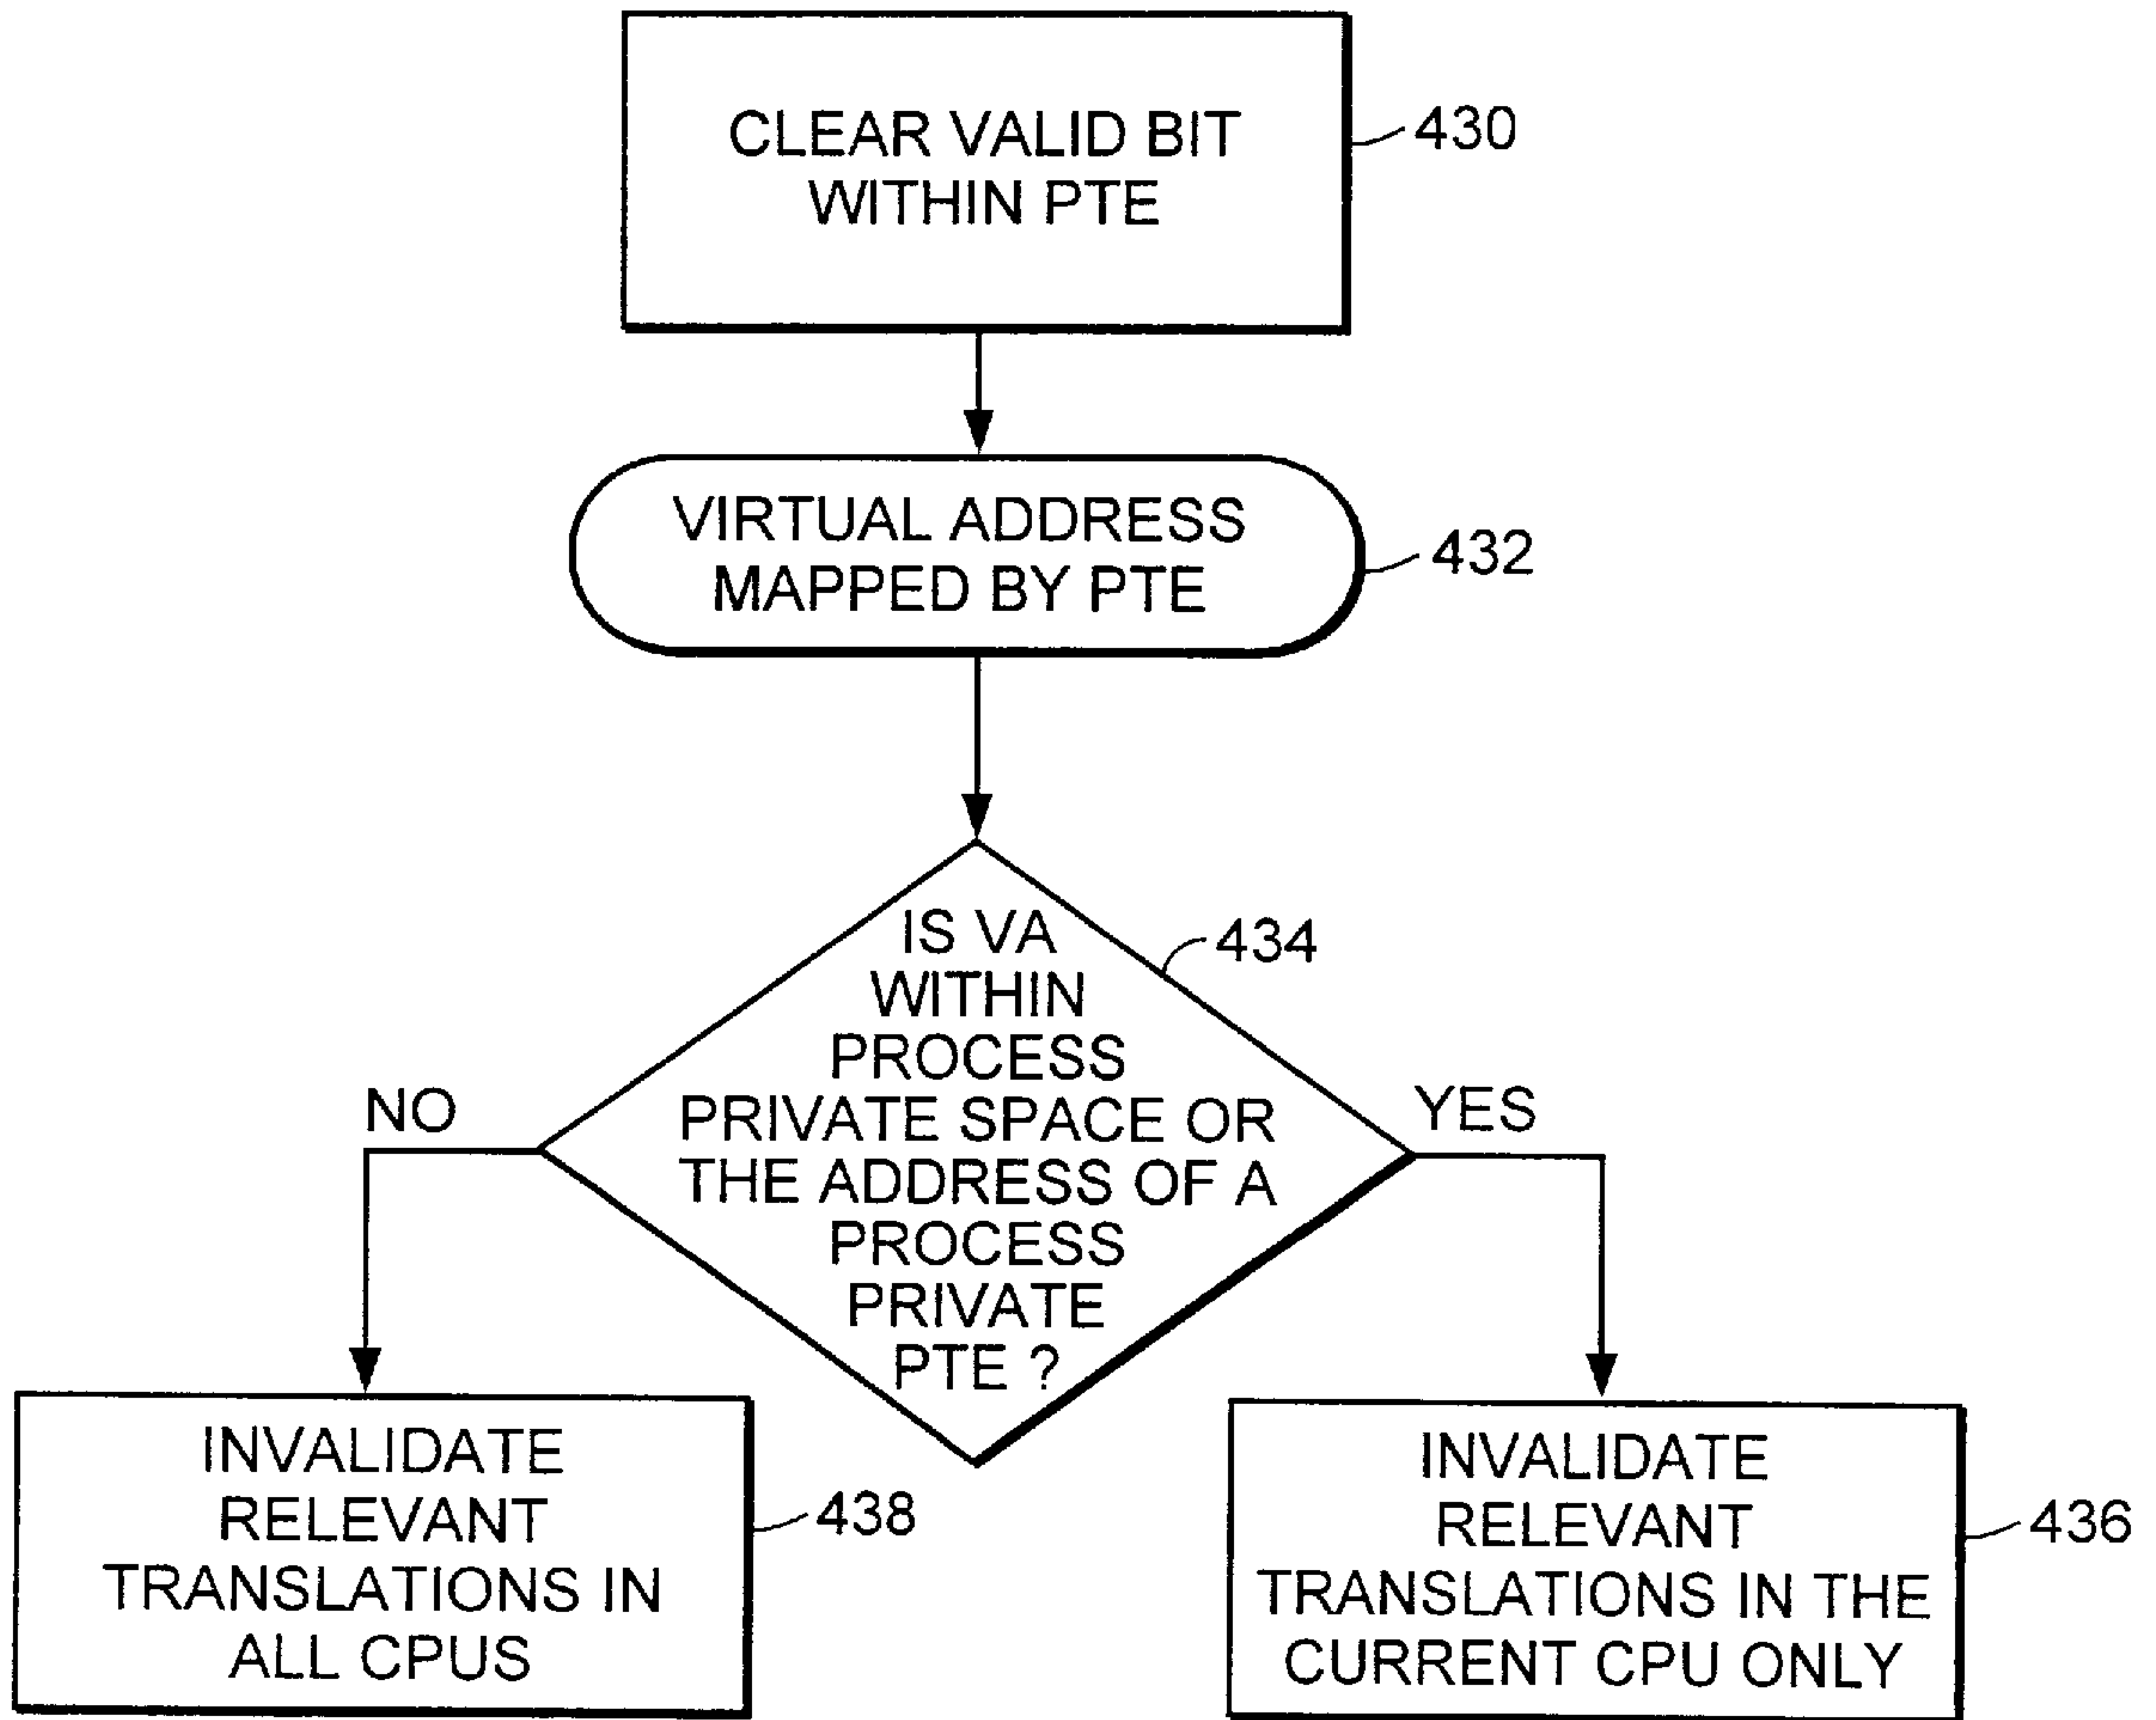 CLEAR VALID BIT
WITHIN PTE
430
VIRTUAL ADDRESS
MAPPED BY PTE
432
IS VA
WITHIN
PROCESS
PRIVATE SPACE OR
THE ADDRESS OF A
PROCESS
PRIVATE
PTE ?
434
NO
YES
INVALIDATE
RELEVANT
TRANSLATIONS IN
ALL CPUS
438
INVALIDATE
RELEVANT
TRANSLATIONS IN THE
CURRENT CPU ONLY
436